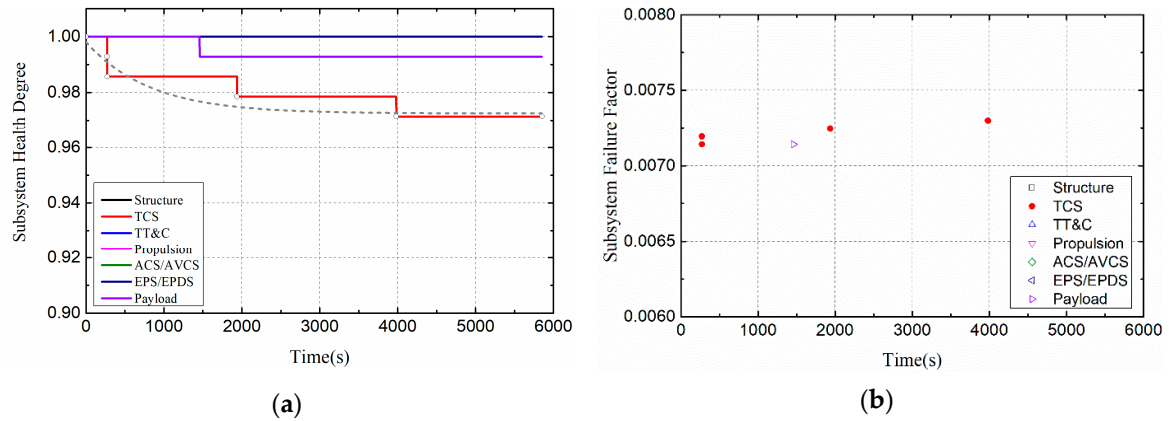 Subsystem Health Degree
1.00
0.98
0.96
0.94
0.92
0.90
Structure
TCS
TT&C
Propulsion
ACS/AVCS
EPS/EPDS
Payload
0 1000 2000 3000 4000 5000 6000
Time(s)
(a)
Subsystem Failure Factor
0.0080
0.0075
0.0070
0.0065
0.0060
Structure
TCS
TT&C
Propulsion
ACS/AVCS
EPS/EPDS
Payload
0 1000 2000 3000 4000 5000 6000
Time(s)
(b)